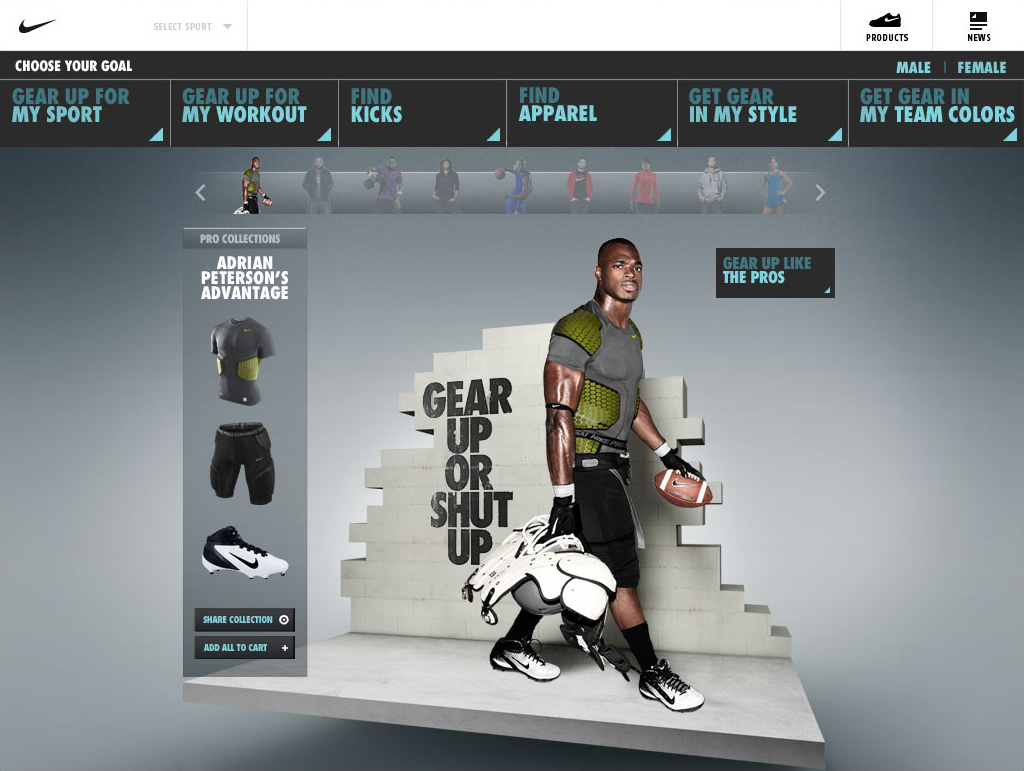 SELECT SPORT
PRODUCTS
NEWS
CHOOSE YOUR GOAL
MALE | FEMALE
GEAR UP FOR
MY SPORT
GEAR UP FOR
MY WORKOUT
FIND
KICKS
FIND
APPAREL
GET GEAR
IN MY STYLE
GET GEAR IN
MY TEAM COLORS
PRO COLLECTIONS
ADRIAN
PETERSON'S
ADVANTAGE
SHARE COLLECTION
ADD ALL TO CART +
GEAR UP LIKE
THE PROS
GEAR
UP
OR
SHUT
UP